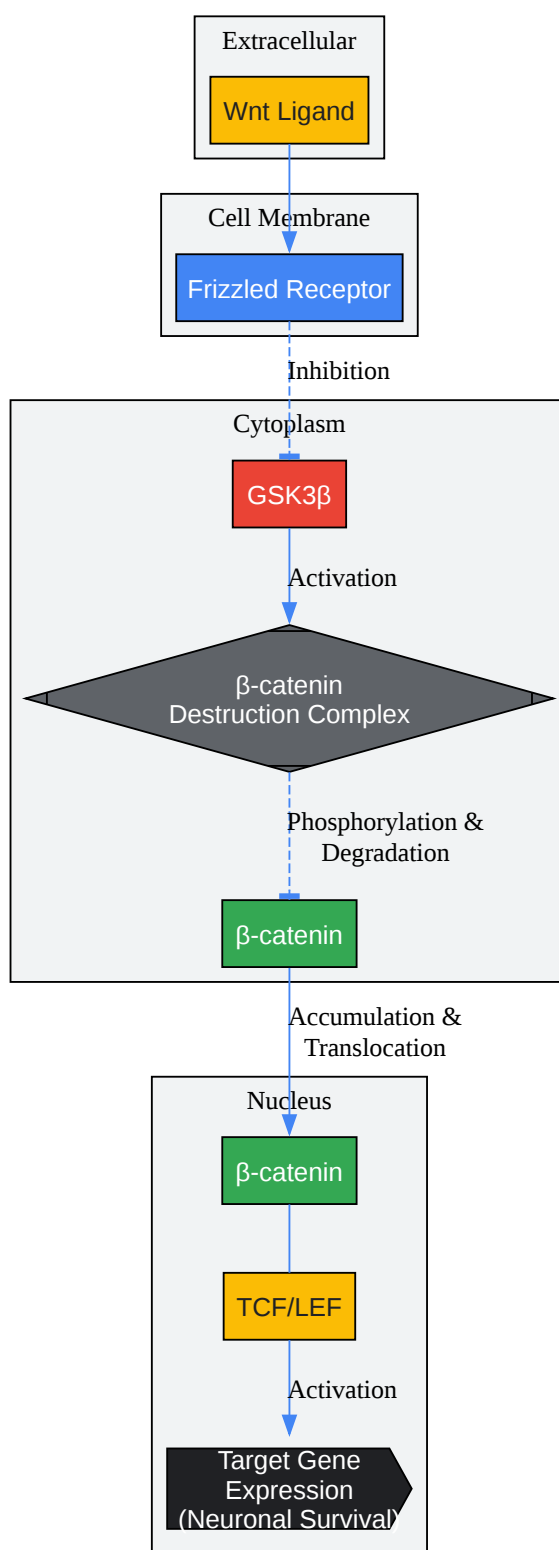 Extracellular
Wnt Ligand
Cell Membrane
Frizzled Receptor
Inhibition
Cytoplasm
GSK3β
Activation
β-catenin
Destruction Complex
Phosphorylation &
Degradation
β-catenin
Accumulation &
Translocation
Nucleus
β-catenin
TCF/LEF
Activation
Target Gene
Expression
(Neuronal Survival)